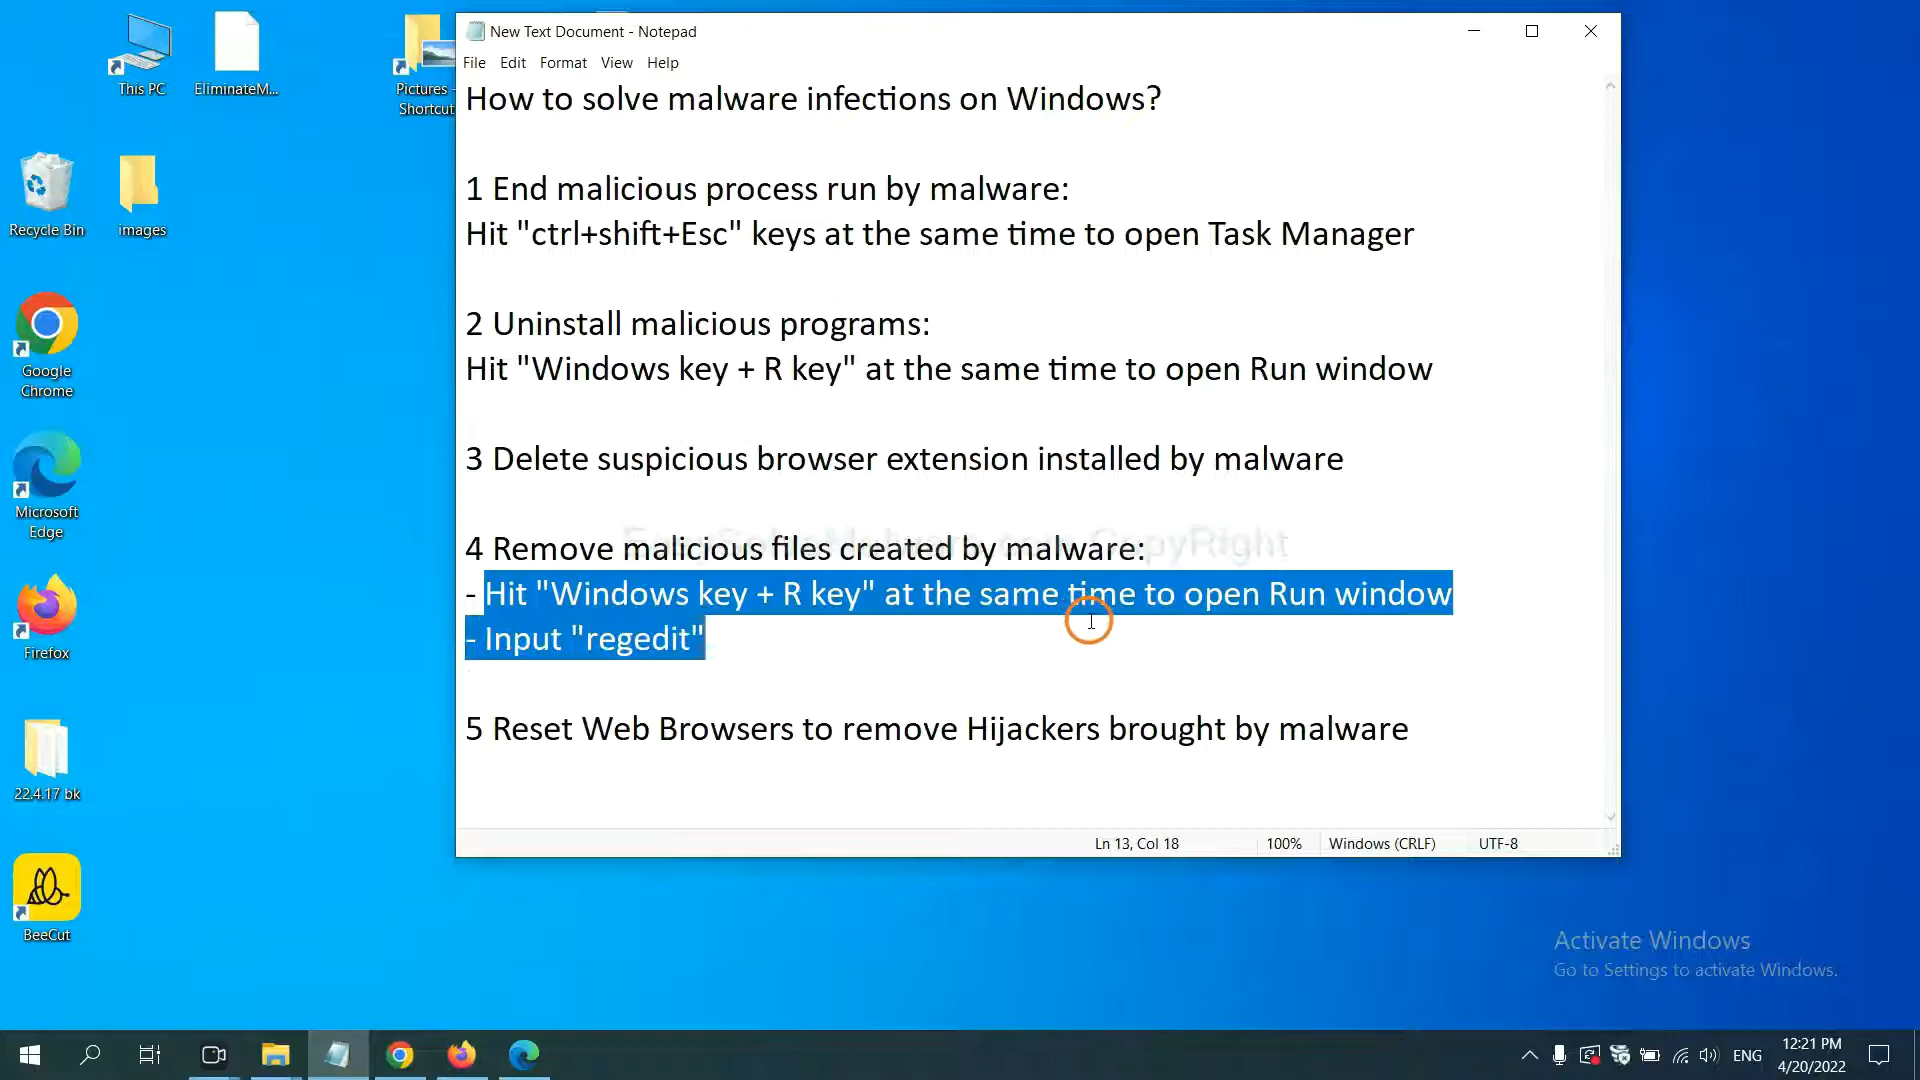 New Text Document - Notepad
File Edit Format View Help
How to solve malware infections on Windows?
1 End malicious process run by malware:
Hit "ctrl+shift+Esc" keys at the same time to open Task Manager
2 Uninstall malicious programs:
Hit "Windows key + R key" at the same time to open Run window
3 Delete suspicious browser extension installed by malware
4 Remove malicious files created by malware:
- Hit "Windows key + R key" at the same time to open Run window
- Input "regedit"
5 Reset Web Browsers to remove Hijackers brought by malware
Ln 13, Col 18 100% Windows (CRLF) UTF-8
This PC
EliminateM...
Pictures -
Shortcut
Recycle Bin
images
Google
Chrome
Microsoft
Edge
Firefox
22.4.17 bk
BeeCut
Activate Windows
Go to Settings to activate Windows.
ENG
12:21 PM
4/20/2022